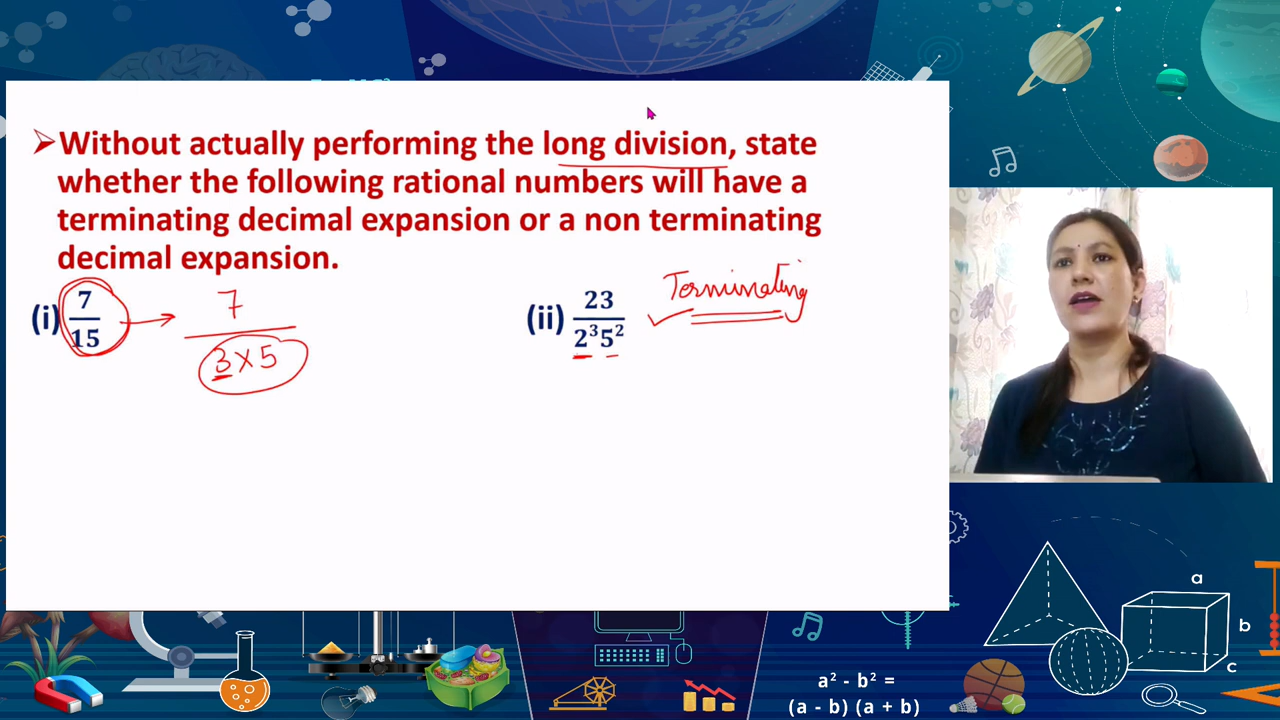 ➢Without actually performing the long division, state
whether the following rational numbers will have a
terminating decimal expansion or a non terminating
decimal expansion.
(i) 7/15 → 7/(3×5)
(ii) 23/(2³5²) Terminating
a
b
c
a² - b² =
(a - b) (a + b)